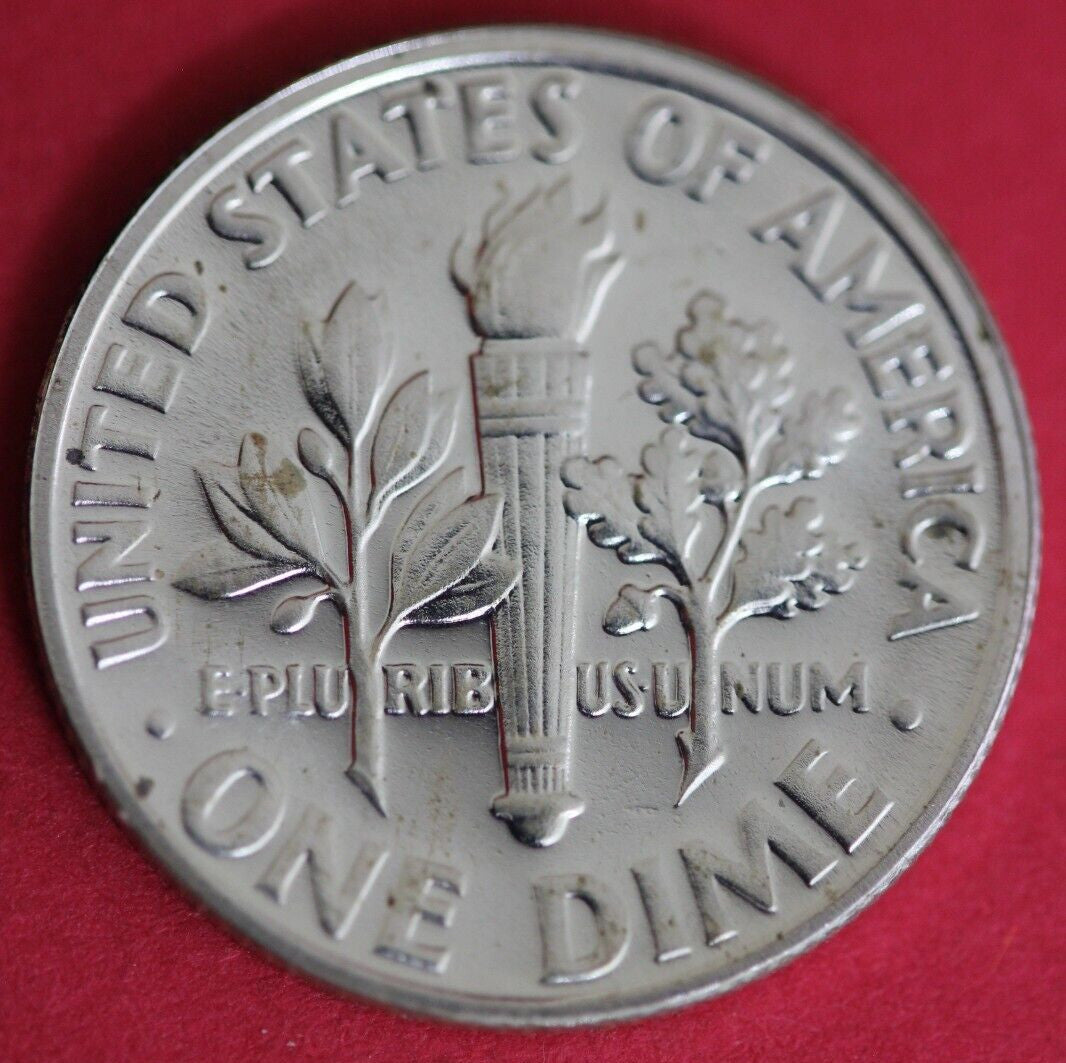 UNITED STATES OF AMERICA
E·PLURIBUS·UNUM
· ONE DIME ·